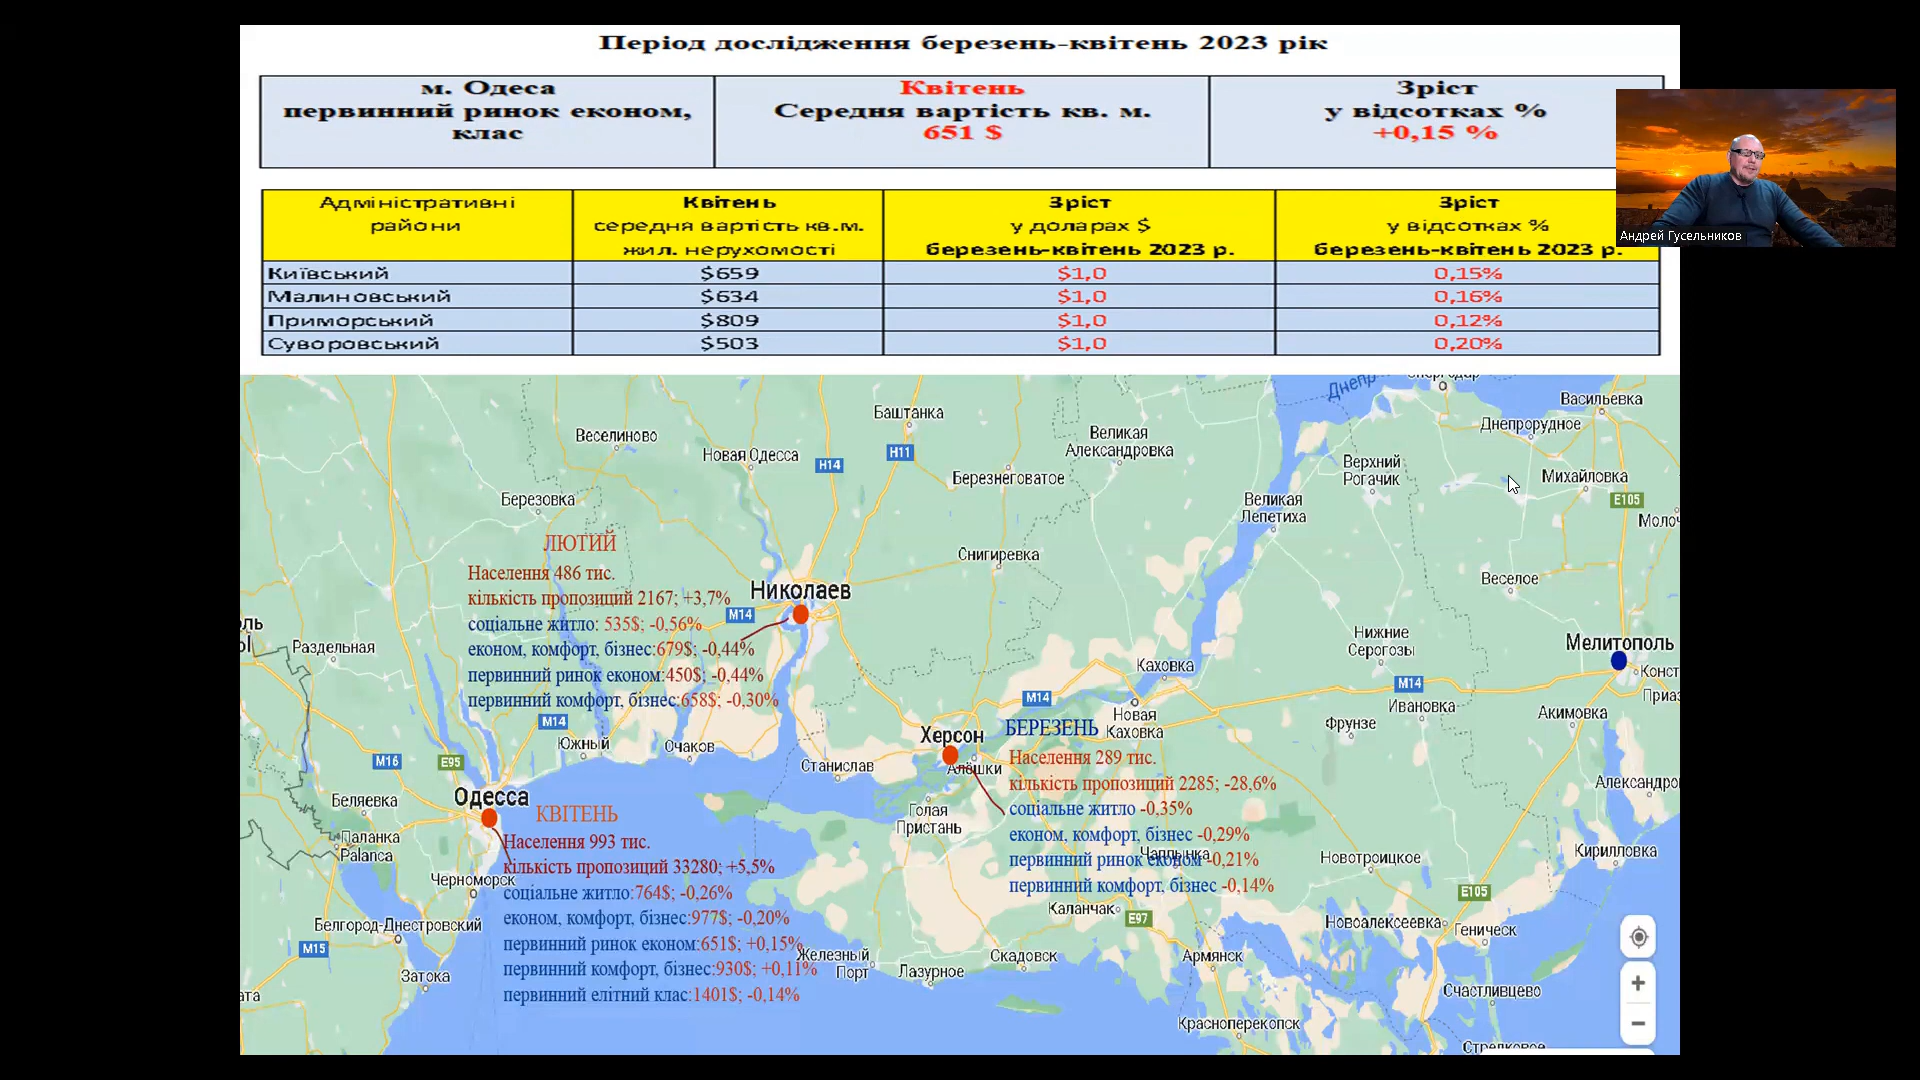 Період дослідження березень-квітень 2023 рік
м. Одеса
первинний ринок економ,
клас
Квітень
Середня вартість кв. м.
651 $
Зріст
у відсотках %
+0,15 %
Адміністративні
райони
Квітень
середня вартість кв.м.
жил. нерухомості
Зріст
у доларах $
березень-квітень 2023 р.
Зріст
у відсотках %
березень-квітень 2023 р.
Київський $659 $1,0 0,15%
Малиновський $634 $1,0 0,16%
Приморський $809 $1,0 0,12%
Суворовський $503 $1,0 0,20%
Андрей Гусельников
Днепр
Васильевка
Днепрорудное
Баштанка
Веселиново
Великая
Александровка
Новая Одесса
H14
H11
Березнеговатое
Верхний
Рогачик
Михайловка
E105
Березовка
Великая
Лепетиха
Снигиревка
Веселое
ЛЮТИЙ
Населення 486 тис.
кількість пропозиций 2167; +3,7%
соціальне житло: 535$; -0,56%
економ, комфорт, бізнес:679$; -0,44%
первинний ринок економ:450$; -0,44%
первинний комфорт, бізнес:658$; -0,30%
Николаев
M14
Раздельная
Нижние
Серогозы
Мелитополь
Каховка
M14
M14
Новая
Каховка
Ивановка
Фрунзе
Акимовка
M14
Южный
Очаков
Херсон
Алёшки
Станислав
Голая
Пристань
БЕРЕЗЕНЬ
Населення 289 тис.
кількість пропозиций 2285; -28,6%
соціальне житло -0,35%
економ, комфорт, бізнес -0,29%
первинний ринок економ -0,21%
первинний комфорт, бізнес -0,14%
Чаплынка
M16
E95
Беляевка
Одесса
Паланка
Palanca
Черноморск
КВІТЕНЬ
Населення 993 тис.
кількість пропозиций 33280; +5,5%
соціальне житло:764$; -0,26%
економ, комфорт, бізнес:977$; -0,20%
первинний ринок економ:651$; +0,15%
первинний комфорт, бізнес:930$; +0,11%
первинний елітний клас:1401$; -0,14%
Новотроицкое
Кирилловка
E105
Каланчак
E97
Новоалексеевка
Геническ
Белгород-Днестровский
M15
Затока
Железный
Порт
Лазурное
Скадовск
Армянск
Счастливцево
Красноперекопск
Стрелковое